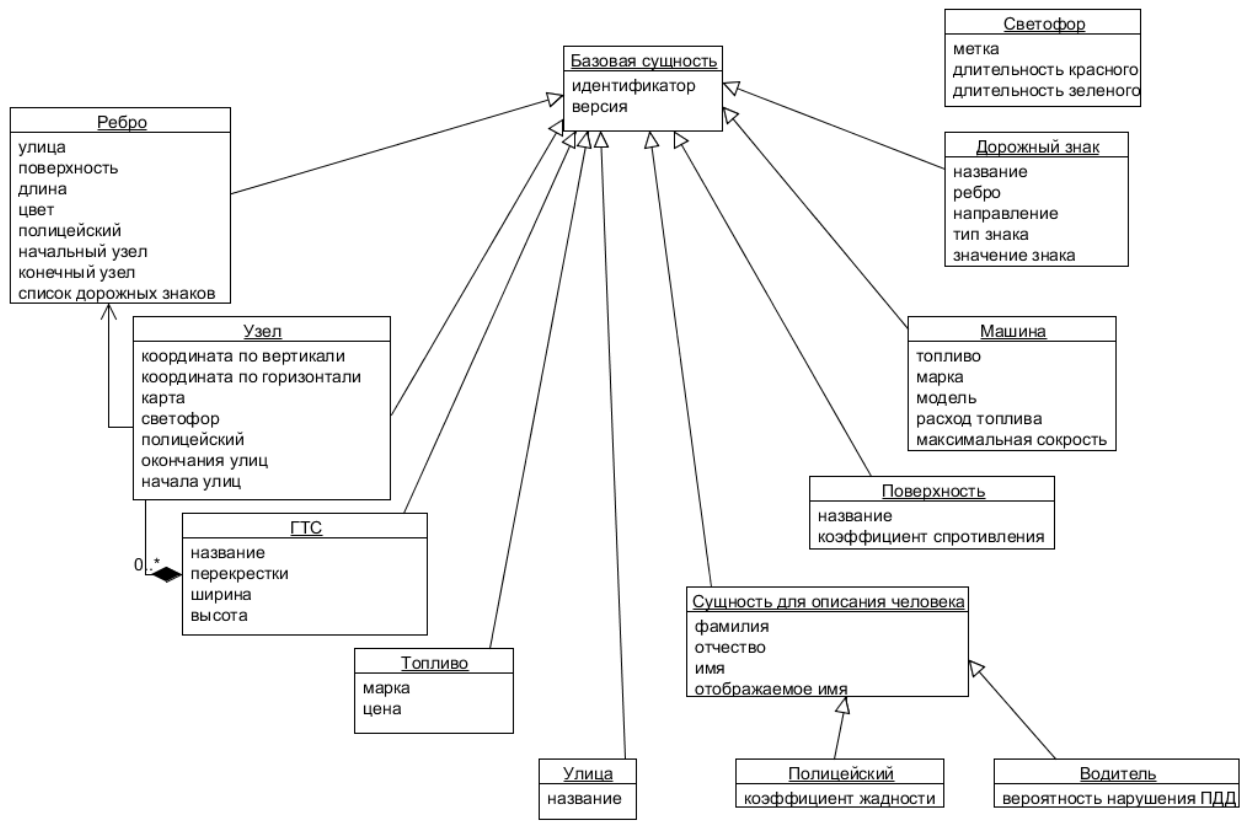 Светофор
метка
длительность красного
длительность зеленого
Базовая сущность
идентификатор
версия
Ребро
улица
поверхность
длина
цвет
полицейский
начальный узел
конечный узел
список дорожных знаков
Дорожный знак
название
ребро
направление
тип знака
значение знака
Узел
координата по вертикали
координата по горизонтали
карта
светофор
полицейский
окончания улиц
начала улиц
Машина
топливо
марка
модель
расход топлива
максимальная сокрость
Поверхность
название
коэффициент спротивления
ГТС
название
перекрестки
ширина
высота
0..*
Сущность для описания человека
фамилия
отчество
имя
отображаемое имя
Топливо
марка
цена
Улица
название
Полицейский
коэффициент жадности
Водитель
вероятность нарушения ПДД